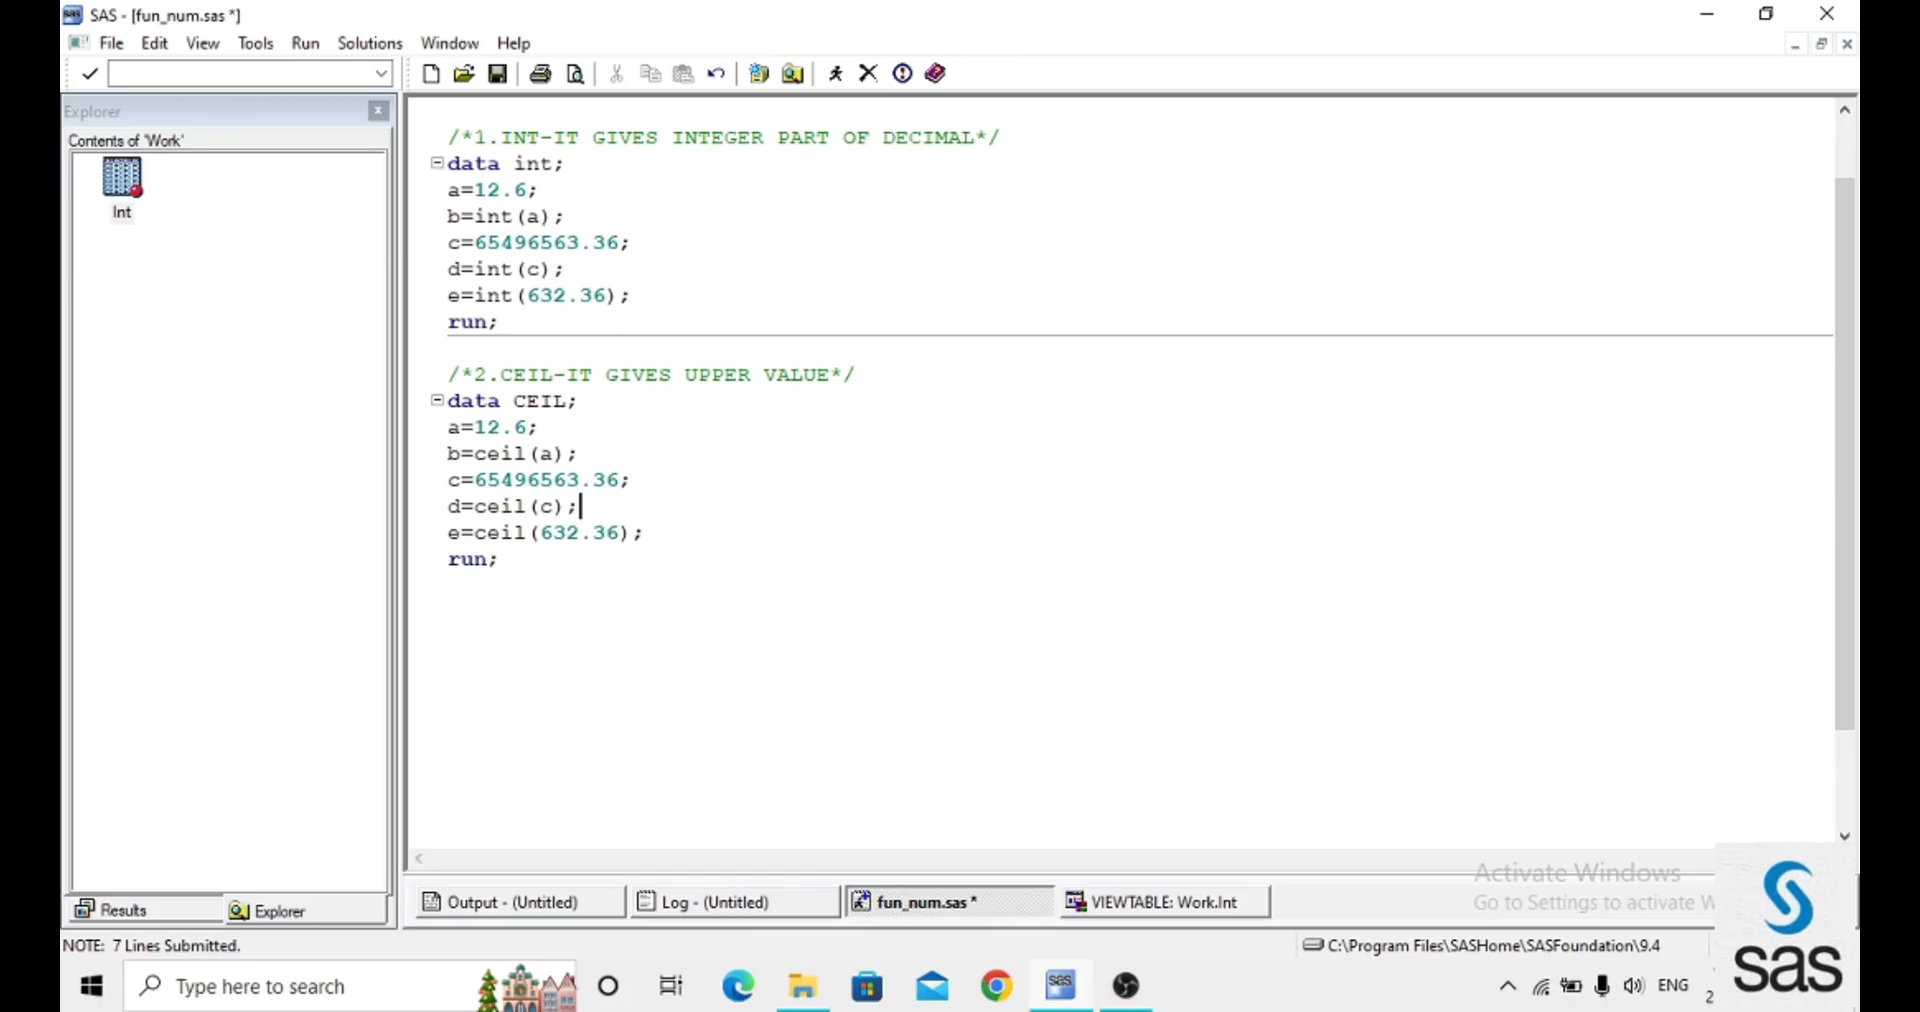 SAS - [fun_num.sas *]
File Edit View Tools Run Solutions Window Help
Explorer
Contents of 'Work'
Int
/*1.INT-IT GIVES INTEGER PART OF DECIMAL*/
data int;
a=12.6;
b=int(a);
c=65496563.36;
d=int(c);
e=int(632.36);
run;
/*2.CEIL-IT GIVES UPPER VALUE*/
data CEIL;
a=12.6;
b=ceil(a);
c=65496563.36;
d=ceil(c);
e=ceil(632.36);
run;
Activate Windows
Go to Settings to activate W
Results Explorer
Output - (Untitled) Log - (Untitled) fun_num.sas * VIEWTABLE: Work.Int
NOTE: 7 Lines Submitted.
C:\Program Files\SASHome\SASFoundation\9.4
Type here to search
SAS
ENG
2
sas